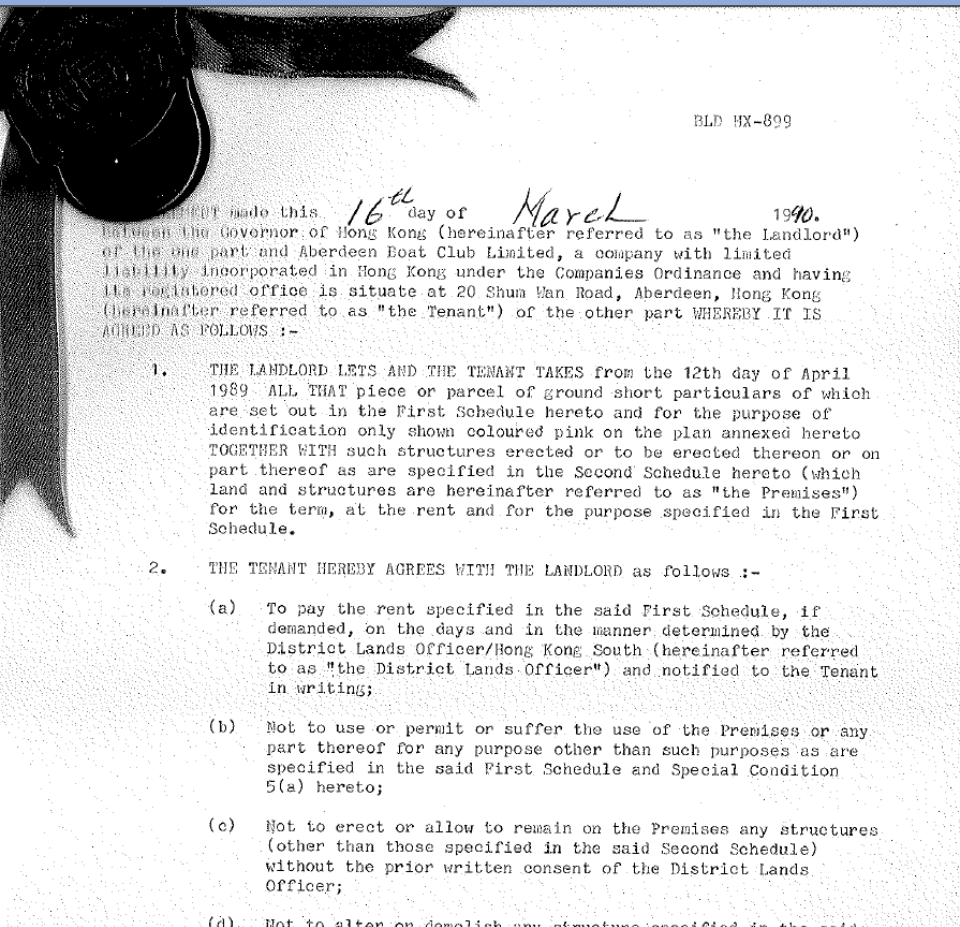 BLD HX-899
made this 16th day of March 1990.
Between the Governor of Hong Kong (hereinafter referred to as "the Landlord")
of the one part and Aberdeen Boat Club Limited, a company with limited
liability incorporated in Hong Kong under the Companies Ordinance and having
its registered office is situate at 20 Shum Wan Road, Aberdeen, Hong Kong
(hereinafter referred to as "the Tenant") of the other part WHEREBY IT IS
AGREED AS FOLLOWS :-
1. THE LANDLORD LETS AND THE TENANT TAKES from the 12th day of April
1989 ALL THAT piece or parcel of ground short particulars of which
are set out in the First Schedule hereto and for the purpose of
identification only shown coloured pink on the plan annexed hereto
TOGETHER WITH such structures erected or to be erected thereon or on
part thereof as are specified in the Second Schedule hereto (which
land and structures are hereinafter referred to as "the Premises")
for the term, at the rent and for the purpose specified in the First
Schedule.
2. THE TENANT HEREBY AGREES WITH THE LANDLORD as follows :-
(a) To pay the rent specified in the said First Schedule, if
demanded, on the days and in the manner determined by the
District Lands Officer/Hong Kong South (hereinafter referred
to as "the District Lands Officer") and notified to the Tenant
in writing;
(b) Not to use or permit or suffer the use of the Premises or any
part thereof for any purpose other than such purposes as are
specified in the said First Schedule and Special Condition
5(a) hereto;
(c) Not to erect or allow to remain on the Premises any structures
(other than those specified in the said Second Schedule)
without the prior written consent of the District Lands
Officer;
(d) Not to alter or demolish any structure specified in the said